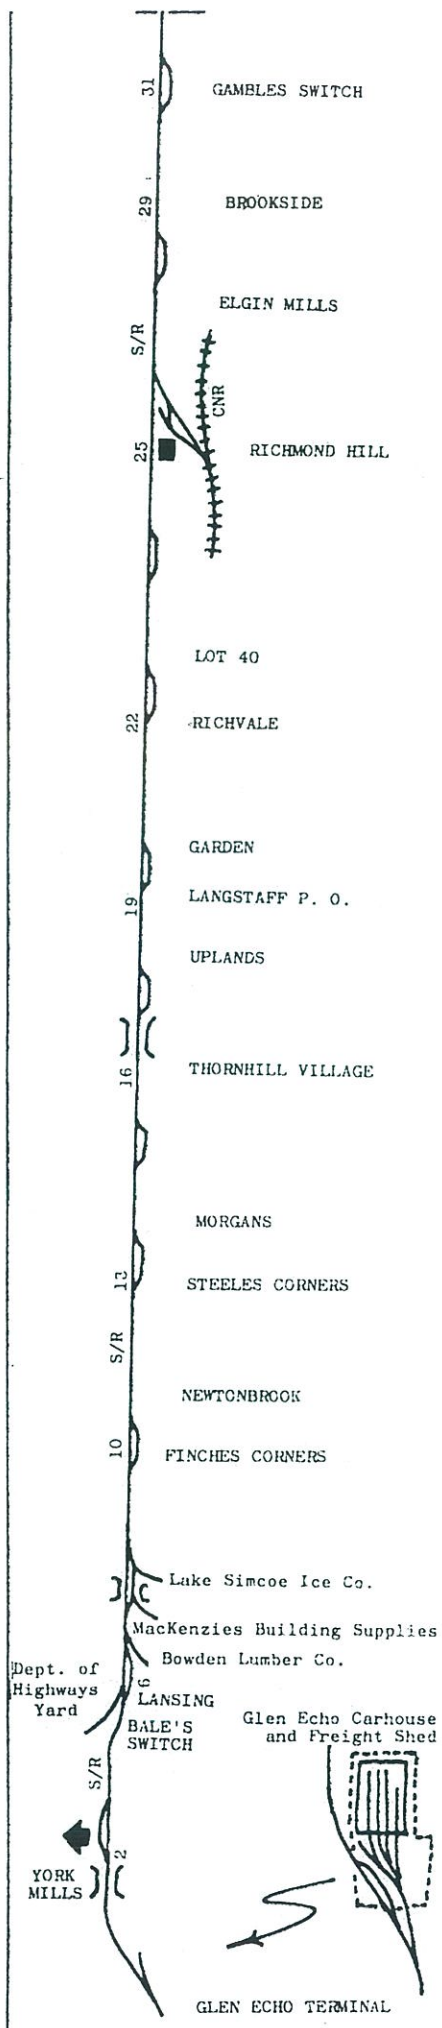 31
GAMBLES SWITCH
29
BROOKSIDE
ELGIN MILLS
S/R
CNR
25
RICHMOND HILL
LOT 40
22
RICHVALE
GARDEN
19
LANGSTAFF P. O.
UPLANDS
16
THORNHILL VILLAGE
MORGANS
13
STEELES CORNERS
S/R
NEWTONBROOK
10
FINCHES CORNERS
Lake Simcoe Ice Co.
MacKenzies Building Supplies
Bowden Lumber Co.
Dept. of
Highways
Yard
6
LANSING
BALE'S
SWITCH
Glen Echo Carhouse
and Freight Shed
S/R
2
YORK
MILLS
GLEN ECHO TERMINAL